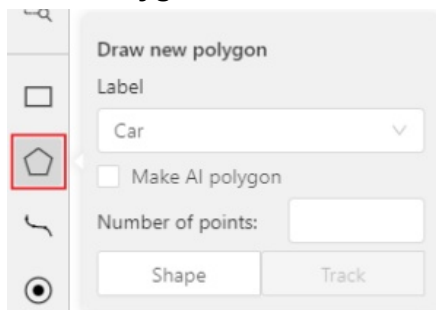 Draw new polygon
Label
Car
Make AI polygon
Number of points:
Shape
Track